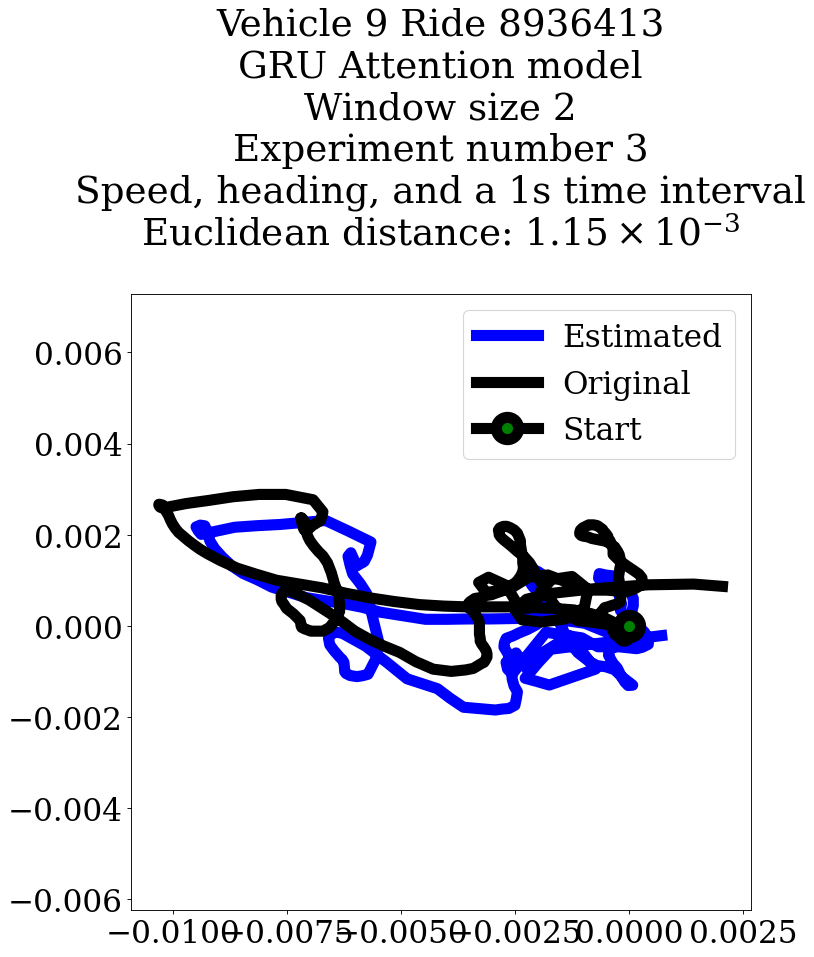 Vehicle 9 Ride 8936413
GRU Attention model
Window size 2
Experiment number 3
Speed, heading, and a 1s time interval
Euclidean distance: 1.15 × 10⁻³
Estimated
Original
Start
0.006
0.004
0.002
0.000
−0.002
−0.004
−0.006
−0.0100
−0.0075
−0.0050
−0.0025
0.0000
0.0025